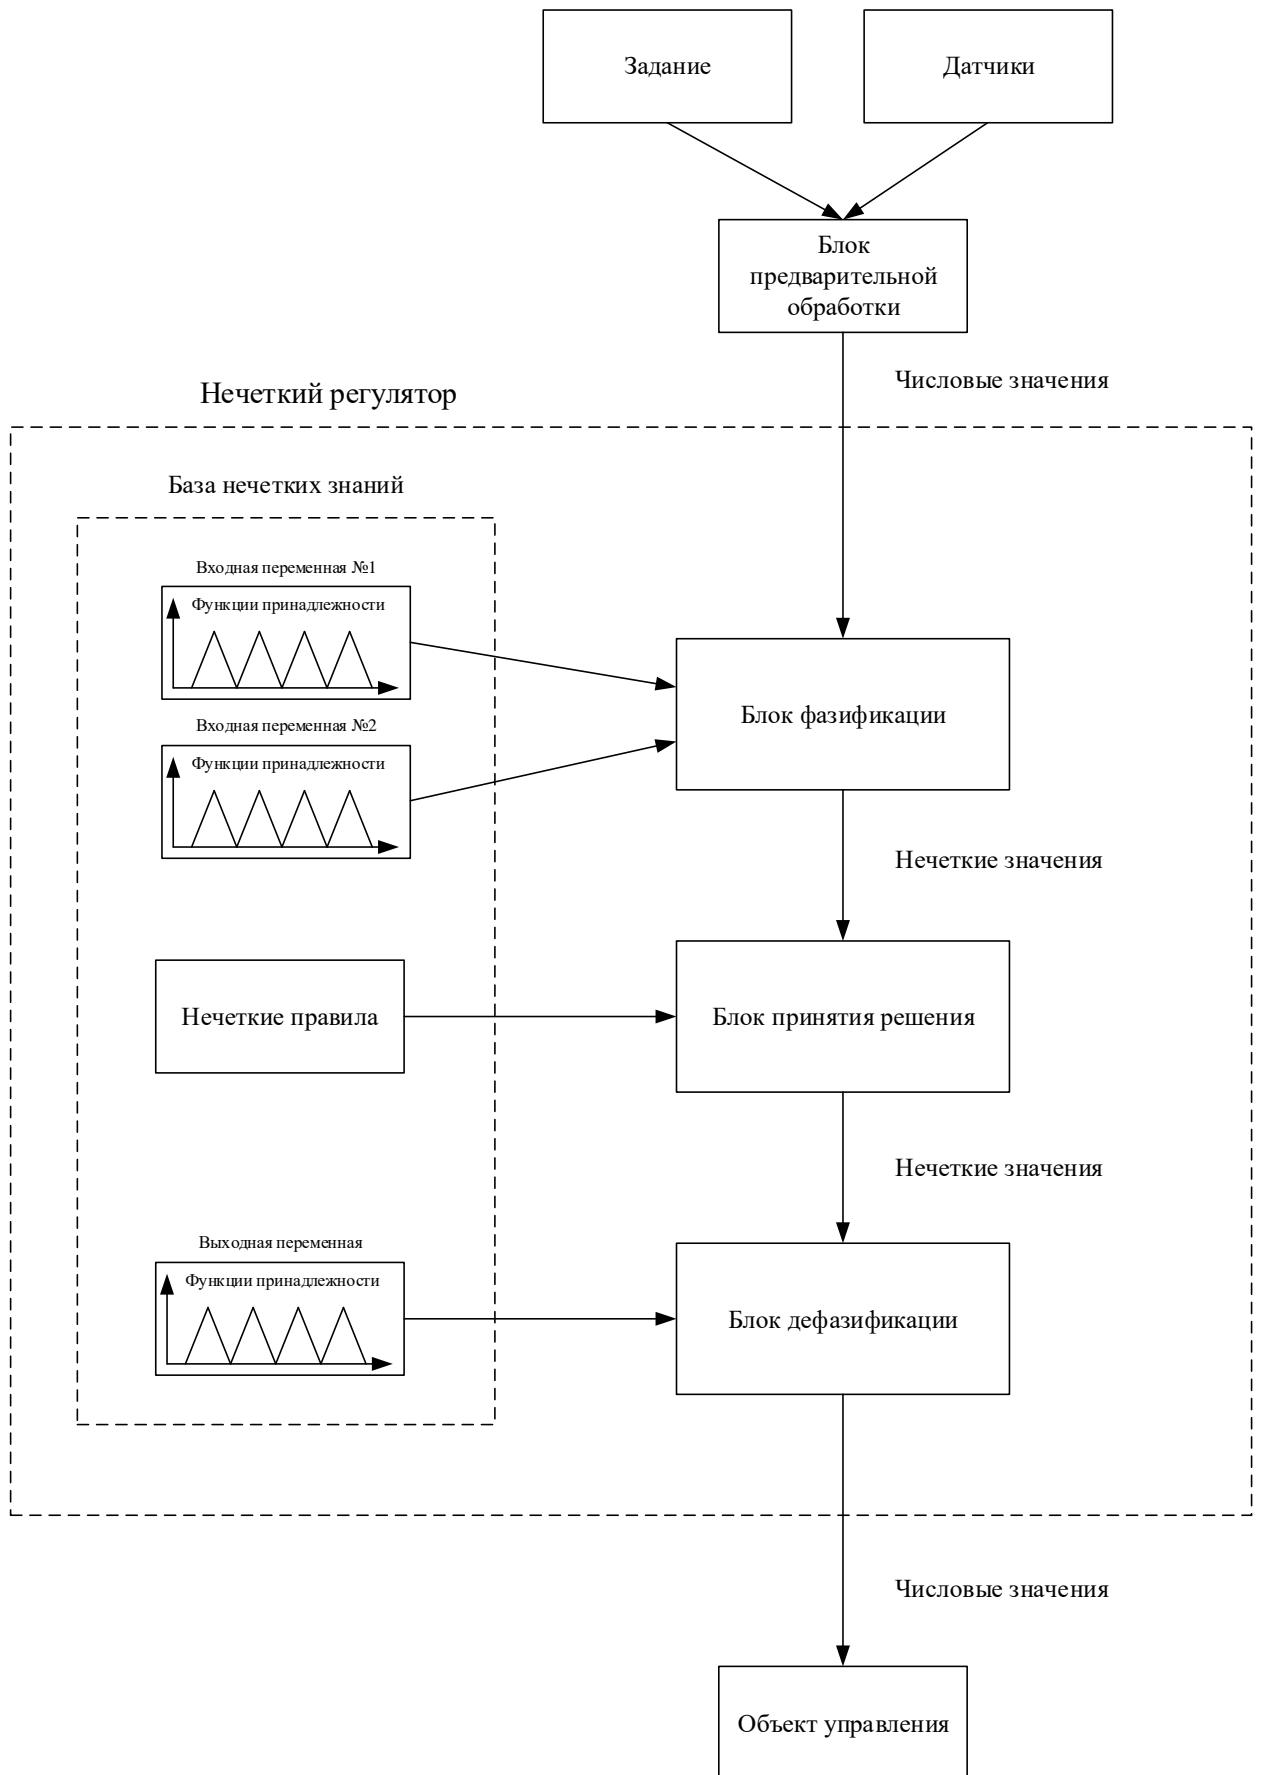 Задание
Датчики
Блок
предварительной
обработки
Числовые значения
Нечеткий регулятор
База нечетких знаний
Входная переменная №1
Функции принадлежности
Блок фазификации
Входная переменная №2
Функции принадлежности
Нечеткие значения
Нечеткие правила
Блок принятия решения
Нечеткие значения
Выходная переменная
Функции принадлежности
Блок дефазификации
Числовые значения
Объект управления